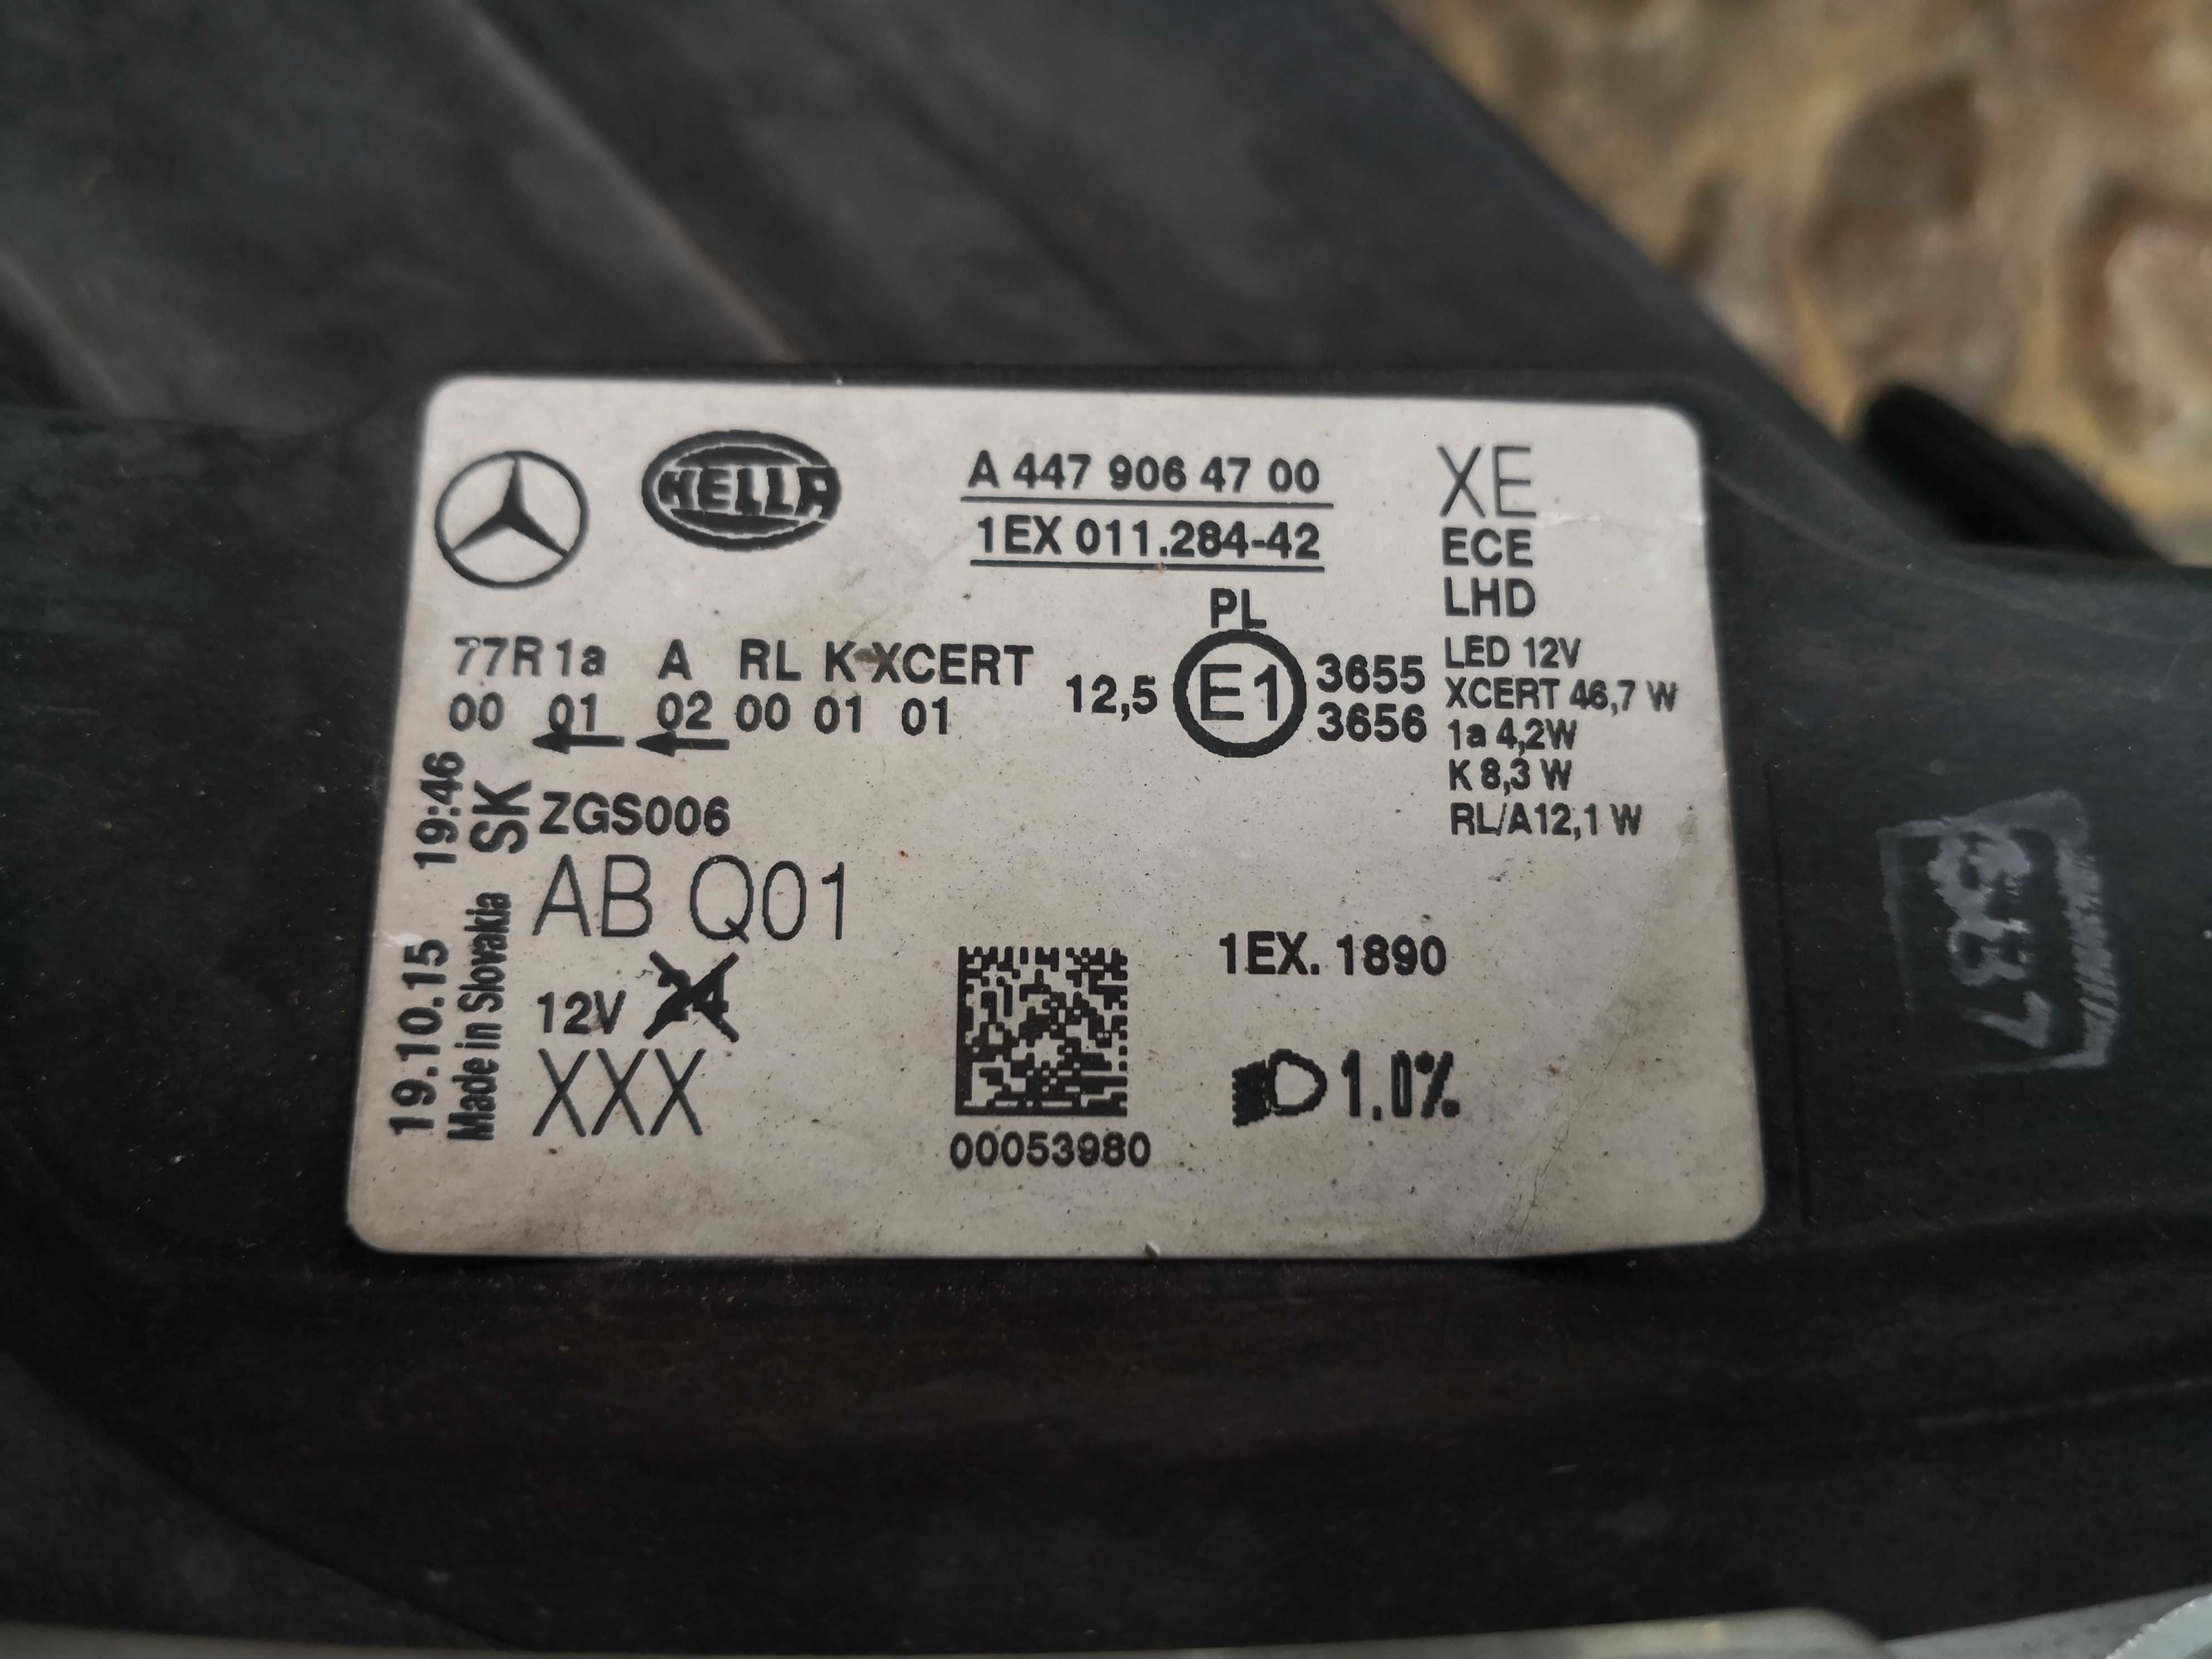 HELLA
A 447 906 47 00
1EX 011.284-42
XE
ECE
LHD
77R 1a A RL K XCERT
00 01 02 00 01 01
PL
12,5 E1 3655
3656
LED 12V
XCERT 46,7 W
1a 4,2W
K 8,3 W
RL/A12,1 W
19.10.15 19:46
Made in Slovakia SK
ZGS006
AB Q01
12V
XXX
00053980
1EX. 1890
1.0%